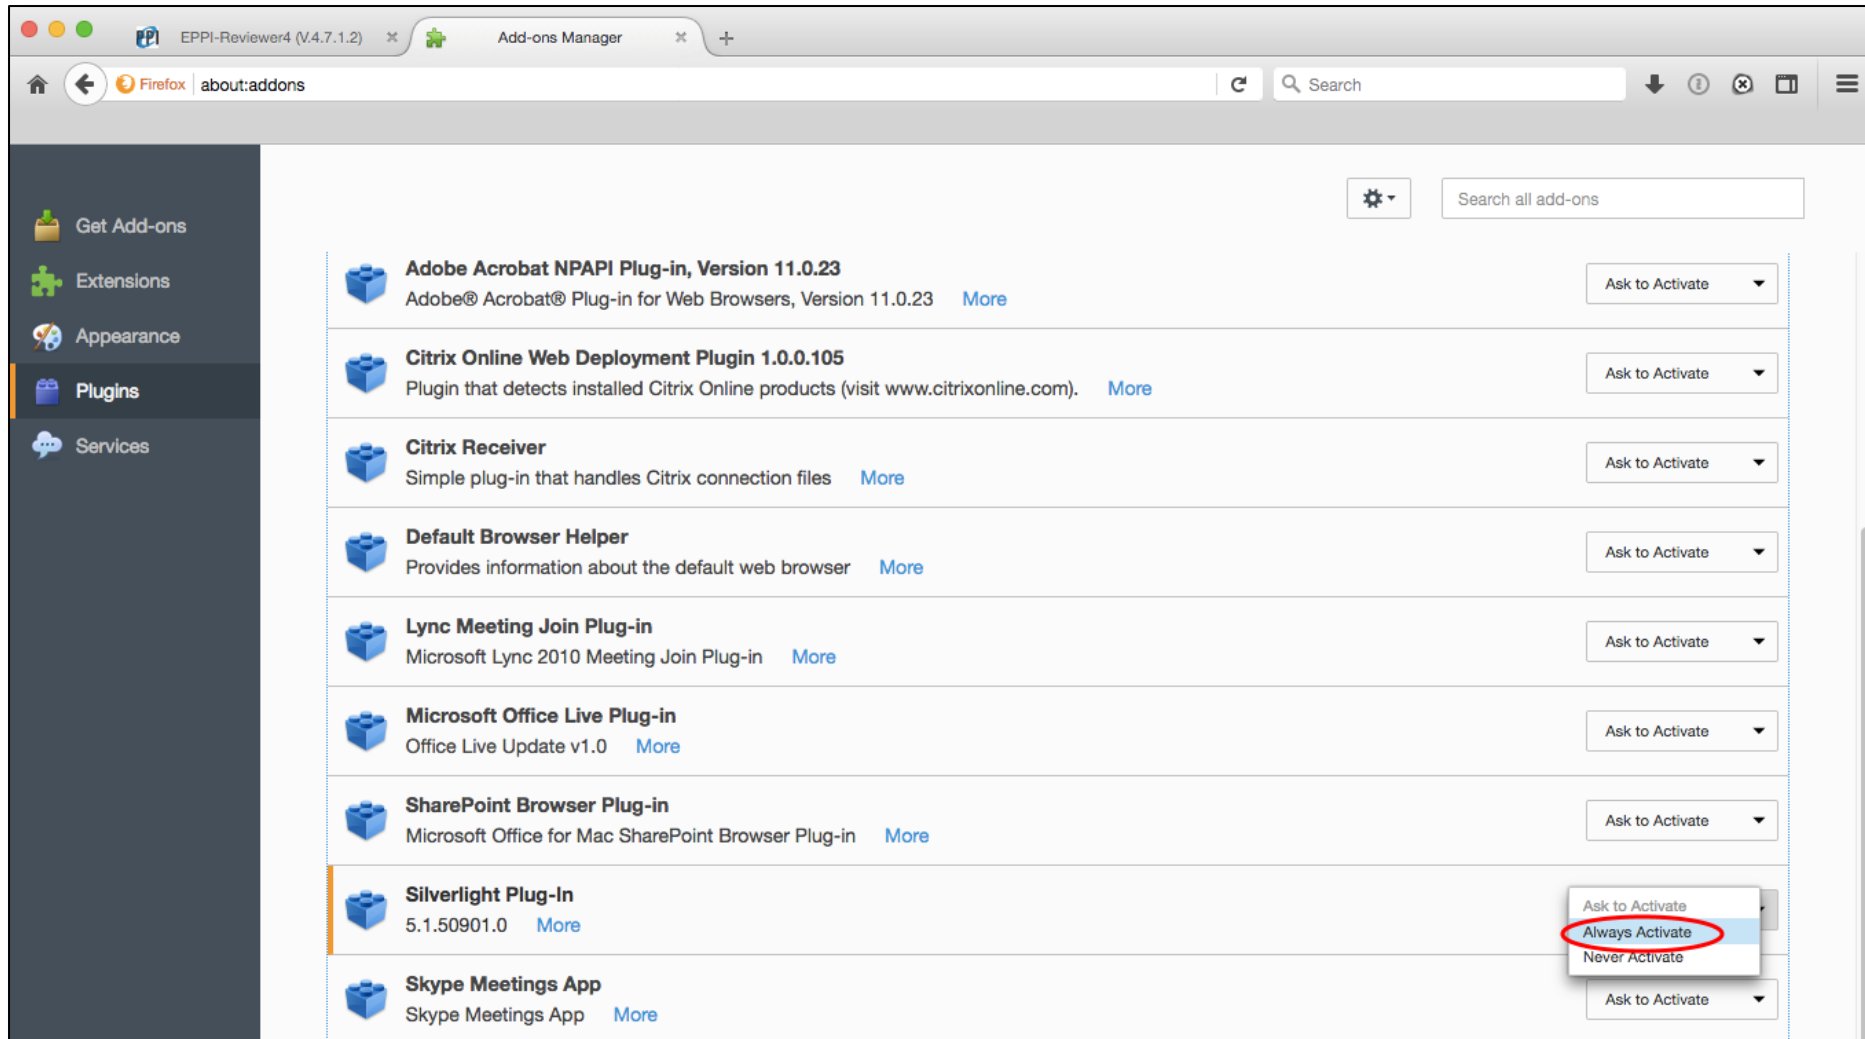 EPPI EPPI-Reviewer4 (V.4.7.1.2)
Add-ons Manager
Firefox about:addons
Search
Get Add-ons
Extensions
Appearance
Plugins
Services
Search all add-ons
Adobe Acrobat NPAPI Plug-in, Version 11.0.23
Adobe® Acrobat® Plug-in for Web Browsers, Version 11.0.23 More
Ask to Activate
Citrix Online Web Deployment Plugin 1.0.0.105
Plugin that detects installed Citrix Online products (visit www.citrixonline.com). More
Ask to Activate
Citrix Receiver
Simple plug-in that handles Citrix connection files More
Ask to Activate
Default Browser Helper
Provides information about the default web browser More
Ask to Activate
Lync Meeting Join Plug-in
Microsoft Lync 2010 Meeting Join Plug-in More
Ask to Activate
Microsoft Office Live Plug-in
Office Live Update v1.0 More
Ask to Activate
SharePoint Browser Plug-in
Microsoft Office for Mac SharePoint Browser Plug-in More
Ask to Activate
Silverlight Plug-In
5.1.50901.0 More
Ask to Activate
Always Activate
Never Activate
Skype Meetings App
Skype Meetings App More
Ask to Activate